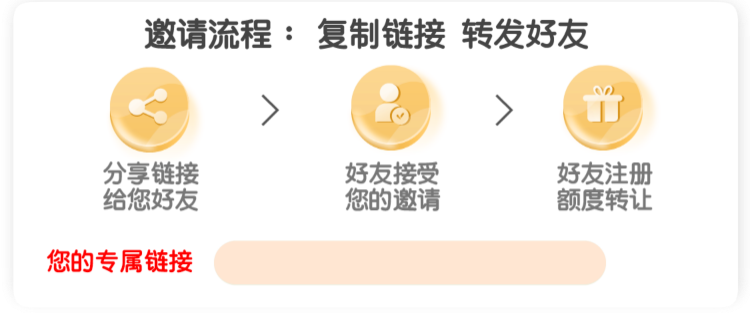 邀请流程： 复制链接 转发好友
分享链接
给您好友
好友接受
您的邀请
好友注册
额度转让
您的专属链接